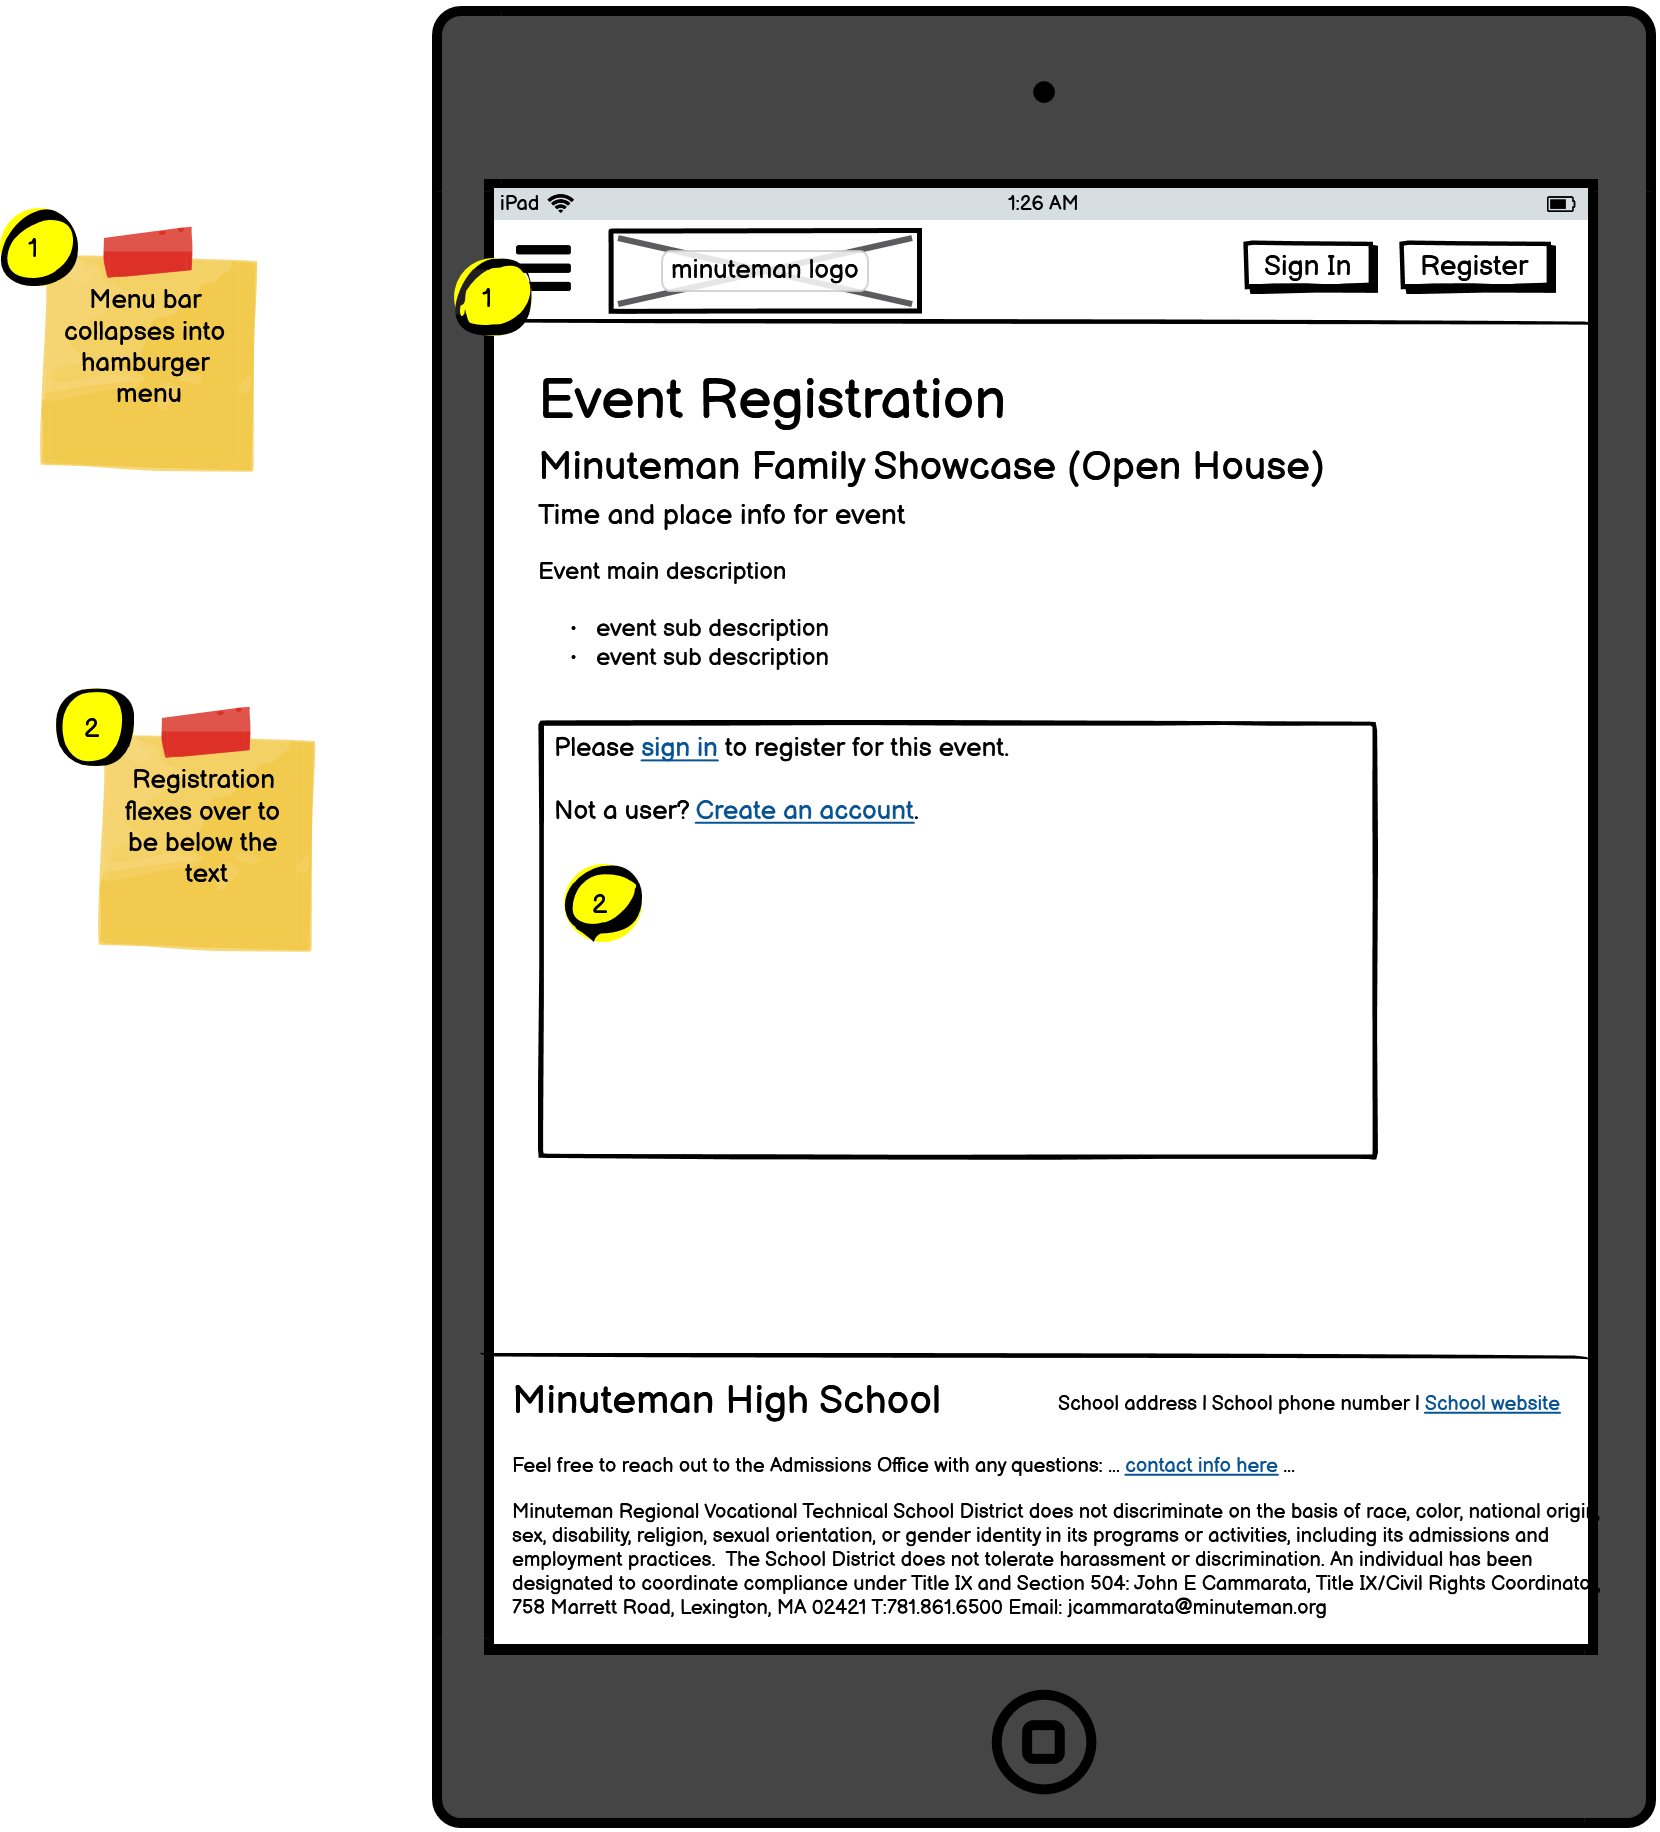 1
Menu bar
collapses into
hamburger
menu
2
Registration
flexes over to
be below the
text
iPad 1:26 AM
1
minuteman logo
Sign In
Register
Event Registration
Minuteman Family Showcase (Open House)
Time and place info for event
Event main description
• event sub description
• event sub description
Please sign in to register for this event.
Not a user? Create an account.
2
Minuteman High School
School address | School phone number | School website
Feel free to reach out to the Admissions Office with any questions: ... contact info here ...
Minuteman Regional Vocational Technical School District does not discriminate on the basis of race, color, national origin,
sex, disability, religion, sexual orientation, or gender identity in its programs or activities, including its admissions and
employment practices.  The School District does not tolerate harassment or discrimination. An individual has been
designated to coordinate compliance under Title IX and Section 504: John E Cammarata, Title IX/Civil Rights Coordinator,
758 Marrett Road, Lexington, MA 02421 T:781.861.6500 Email: jcammarata@minuteman.org